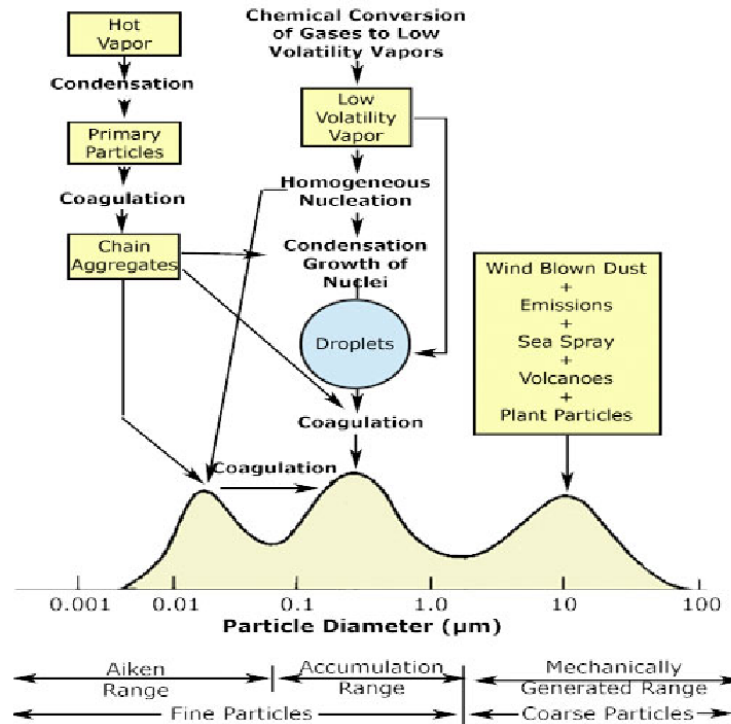 Hot
Vapor
Condensation
Primary
Particles
Coagulation
Chain
Aggregates
Chemical Conversion
of Gases to Low
Volatility Vapors
Low
Volatility
Vapor
Homogeneous
Nucleation
Condensation
Growth of
Nuclei
Droplets
Coagulation
Coagulation
Wind Blown Dust
+
Emissions
+
Sea Spray
+
Volcanoes
+
Plant Particles
0.001 0.01 0.1 1.0 10 100
Particle Diameter (µm)
Aiken
Range
Accumulation
Range
Mechanically
Generated Range
Fine Particles
Coarse Particles